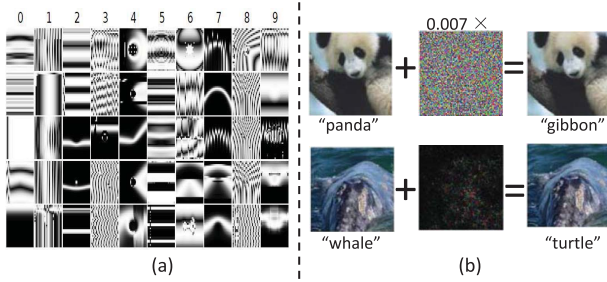 0 1 2 3 4 5 6 7 8 9
0.007 ×
+ =
“panda” “gibbon”
+ =
“whale” “turtle”
(a) (b)